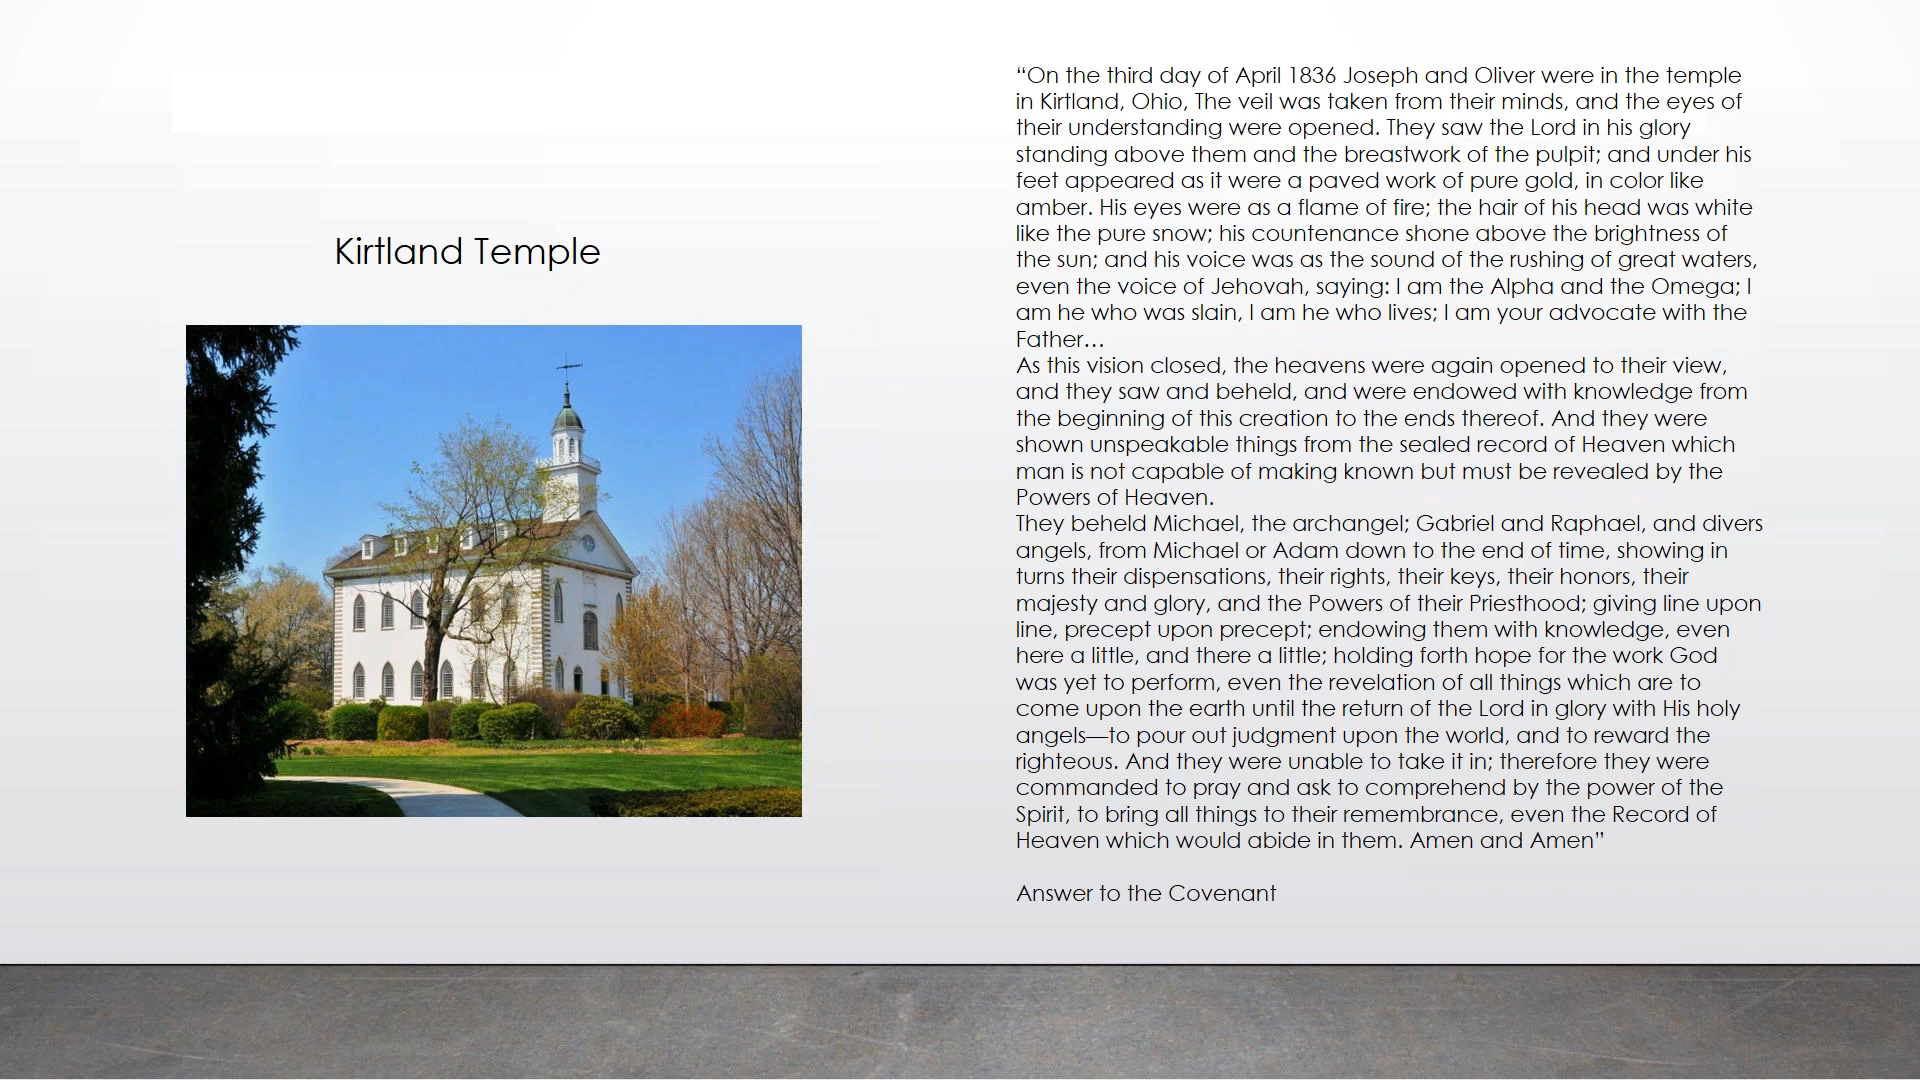 Kirtland Temple
“On the third day of April 1836 Joseph and Oliver were in the temple
in Kirtland, Ohio, The veil was taken from their minds, and the eyes of
their understanding were opened. They saw the Lord in his glory
standing above them and the breastwork of the pulpit; and under his
feet appeared as it were a paved work of pure gold, in color like
amber. His eyes were as a flame of fire; the hair of his head was white
like the pure snow; his countenance shone above the brightness of
the sun; and his voice was as the sound of the rushing of great waters,
even the voice of Jehovah, saying: I am the Alpha and the Omega; I
am he who was slain, I am he who lives; I am your advocate with the
Father…
As this vision closed, the heavens were again opened to their view,
and they saw and beheld, and were endowed with knowledge from
the beginning of this creation to the ends thereof. And they were
shown unspeakable things from the sealed record of Heaven which
man is not capable of making known but must be revealed by the
Powers of Heaven.
They beheld Michael, the archangel; Gabriel and Raphael, and divers
angels, from Michael or Adam down to the end of time, showing in
turns their dispensations, their rights, their keys, their honors, their
majesty and glory, and the Powers of their Priesthood; giving line upon
line, precept upon precept; endowing them with knowledge, even
here a little, and there a little; holding forth hope for the work God
was yet to perform, even the revelation of all things which are to
come upon the earth until the return of the Lord in glory with His holy
angels—to pour out judgment upon the world, and to reward the
righteous. And they were unable to take it in; therefore they were
commanded to pray and ask to comprehend by the power of the
Spirit, to bring all things to their remembrance, even the Record of
Heaven which would abide in them. Amen and Amen”
Answer to the Covenant